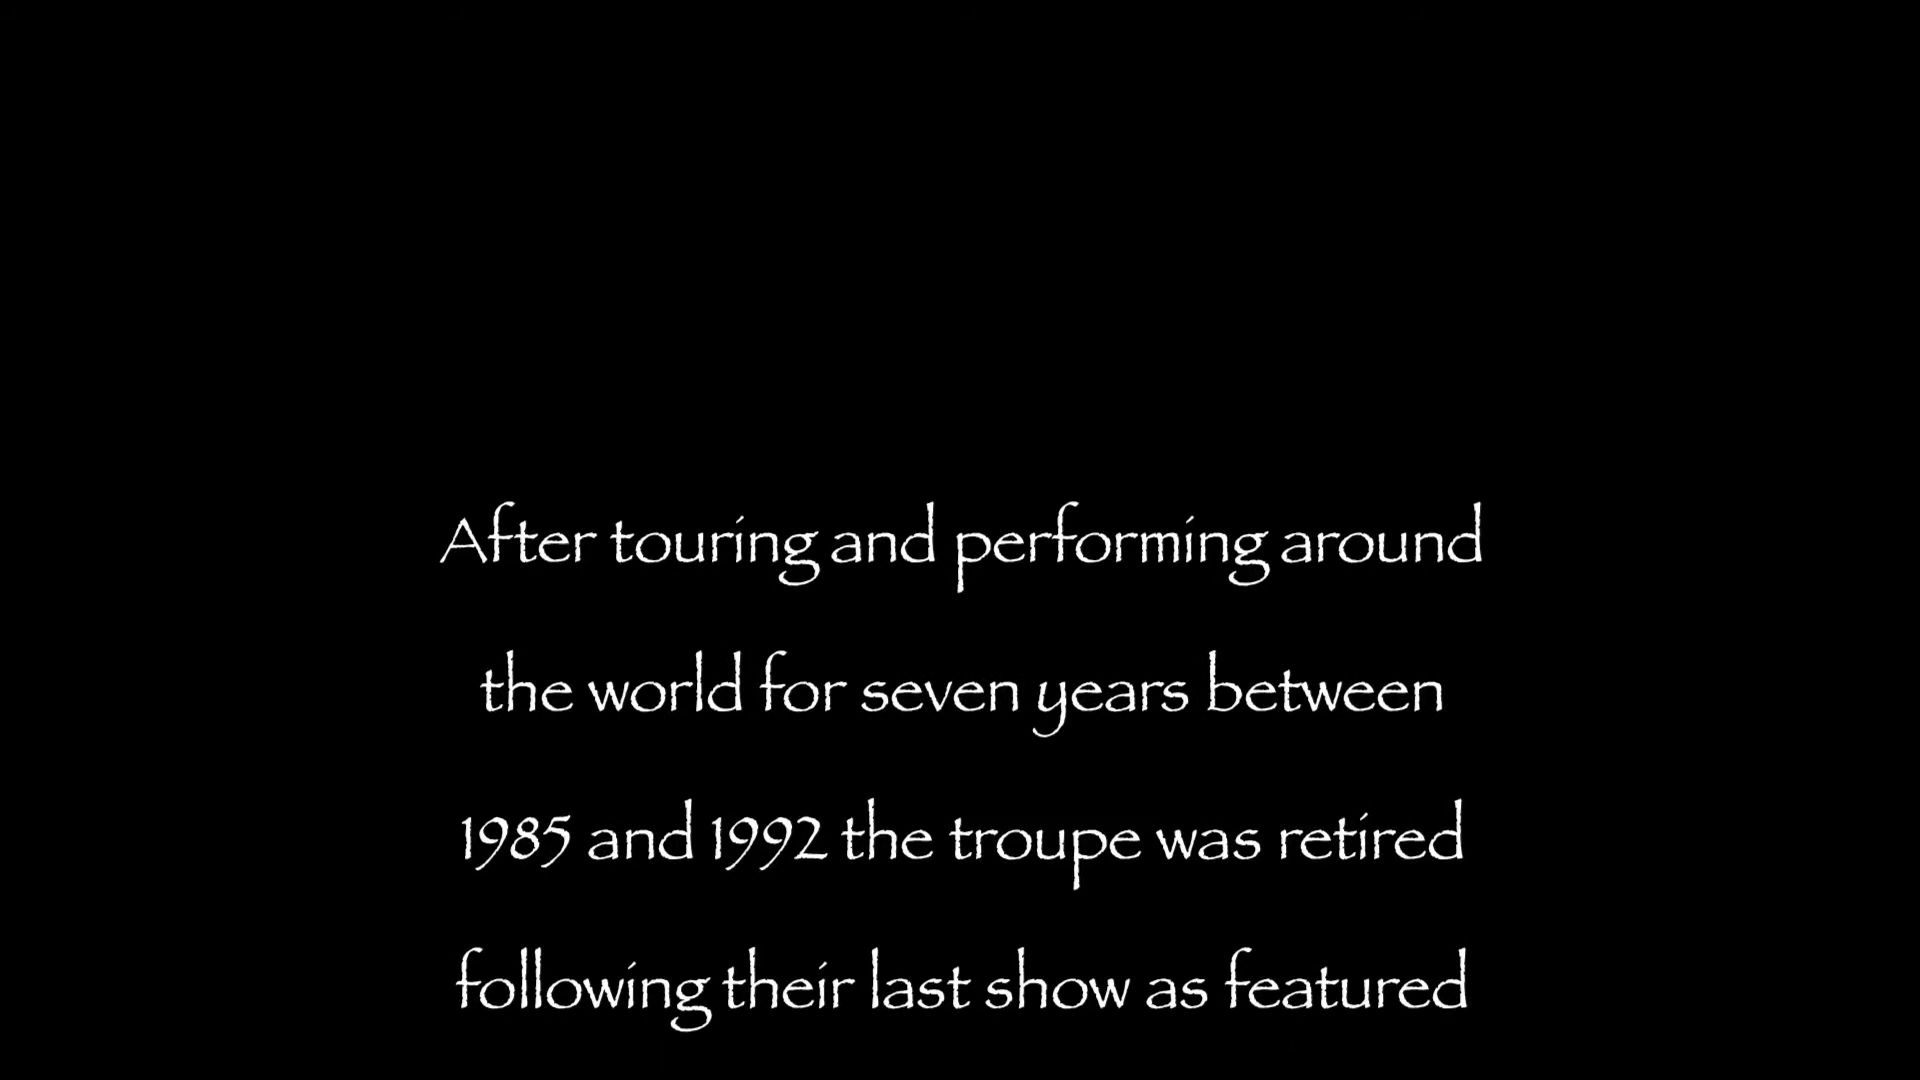 After touring and performing around
the world for seven years between
1985 and 1992 the troupe was retired
following their last show as featured